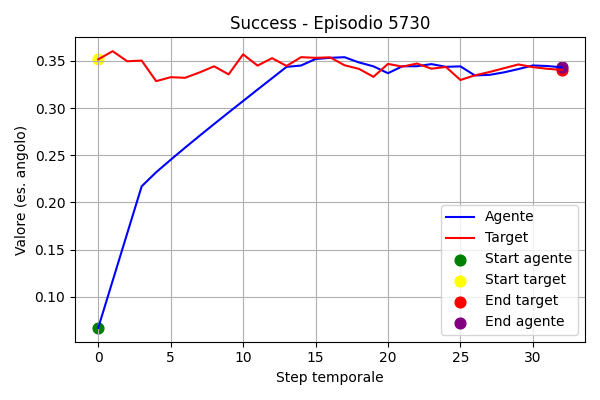 Success - Episodio 5730
Valore (es. angolo)
0.35
0.30
0.25
0.20
0.15
0.10
0
5
10
15
20
25
30
Step temporale
Agente
Target
Start agente
Start target
End target
End agente